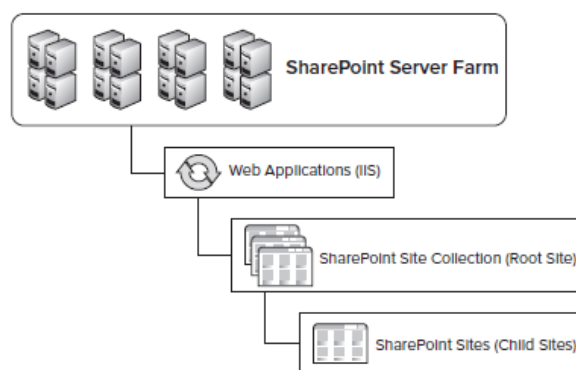 SharePoint Server Farm
Web Applications (IIS)
SharePoint Site Collection (Root Site)
SharePoint Sites (Child Sites)